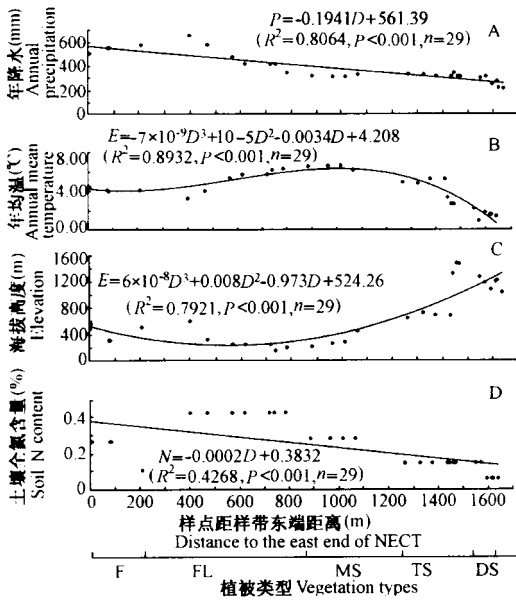 P=-0.1941D+561.39
(R²=0.8064, P<0.001, n=29)
A
年降水(mm)
Annual
precipitation
600
400
200
0
E=-7×10⁻⁹D³+10-5D²-0.0034D+4.208
(R²=0.8932, P<0.001, n=29)
B
年均温(℃)
Annual mean
temperature
8.00
4.00
0.00
C
E=6×10⁻⁸D³+0.008D²-0.973D+524.26
(R²=0.7921, P<0.001, n=29)
海拔高度(m)
Elevation
1600
1200
800
400
0
D
土壤全氮含量(%)
Soil N content
0.4
0.2
0
N=-0.0002D+0.3832
(R²=0.4268, P<0.001, n=29)
0 200 400 600 800 1000 1200 1400 1600
样点距样带东端距离(m)
Distance to the east end of NECT
F FL MS TS DS
植被类型 Vegetation types